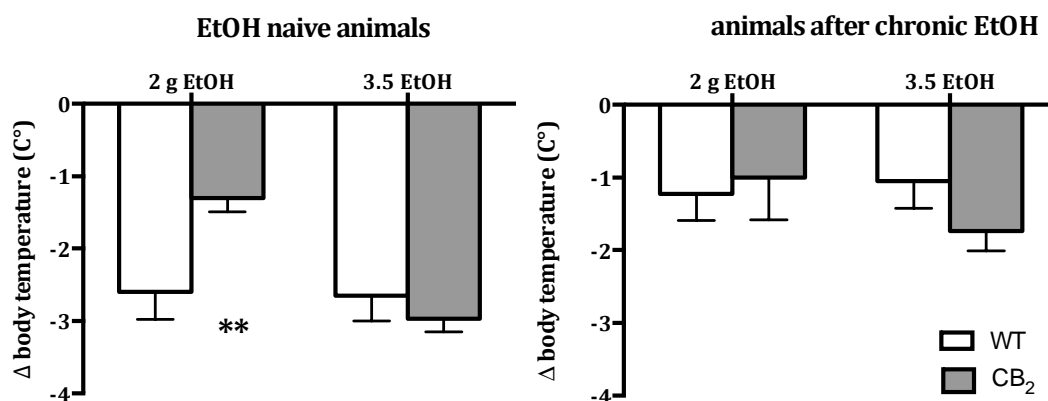 EtOH naive animals
2 g EtOH
3.5 EtOH
0
-1
-2
-3
-4
Δ body temperature (C°)
**
animals after chronic EtOH
2 g EtOH
3.5 EtOH
0
-1
-2
-3
-4
Δ body temperature (C°)
WT
CB₂